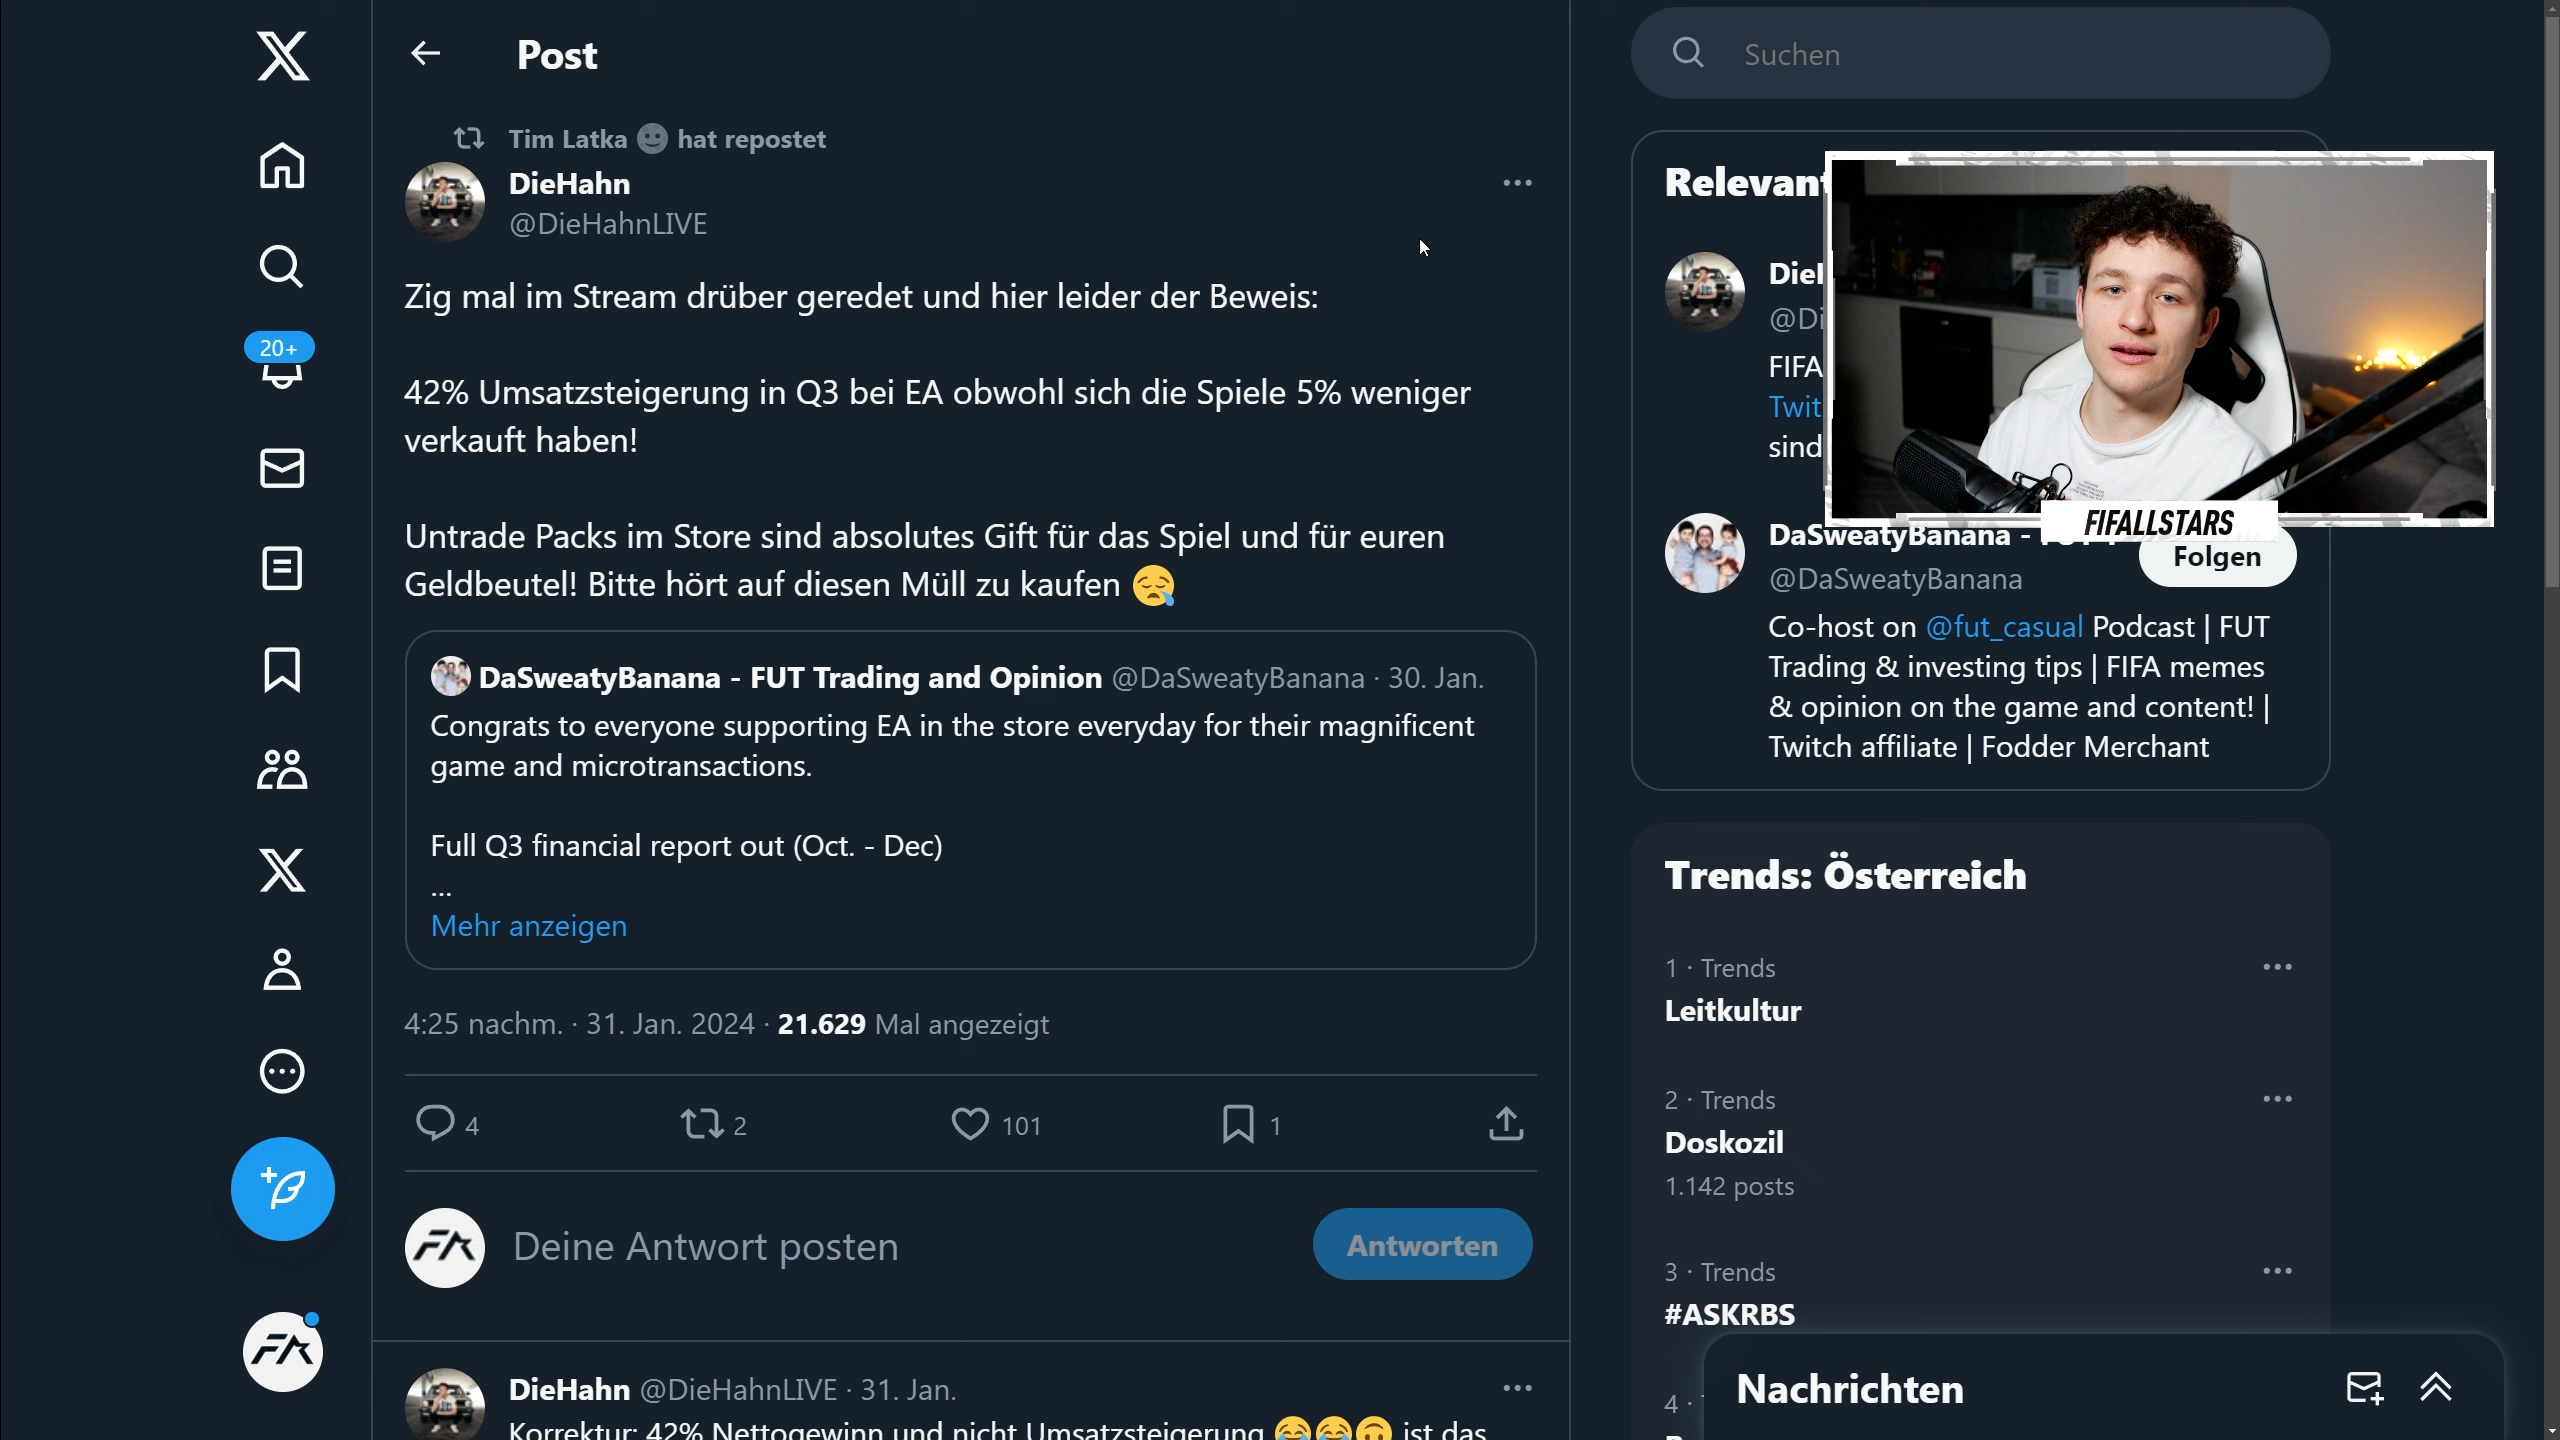 Post
Tim Latka 🙂 hat repostet
DieHahn
@DieHahnLIVE
Zig mal im Stream drüber geredet und hier leider der Beweis:
42% Umsatzsteigerung in Q3 bei EA obwohl sich die Spiele 5% weniger
verkauft haben!
Untrade Packs im Store sind absolutes Gift für das Spiel und für euren
Geldbeutel! Bitte hört auf diesen Müll zu kaufen 😪
DaSweatyBanana - FUT Trading and Opinion @DaSweatyBanana · 30. Jan.
Congrats to everyone supporting EA in the store everyday for their magnificent
game and microtransactions.
Full Q3 financial report out (Oct. - Dec)
...
Mehr anzeigen
4:25 nachm. · 31. Jan. 2024 · 21.629 Mal angezeigt
4 2 101 1
FA Deine Antwort posten Antworten
DieHahn @DieHahnLIVE · 31. Jan.
Korrektur: 42% Nettogewinn und nicht Umsatzsteigerung 😂😂🙃 ist das
20+
FA
Suchen
Relevan
Die
@Di
FIFA
Twit
sind
FIFALLSTARS
DaSweatyBanana -
Folgen
@DaSweatyBanana
Co-host on @fut_casual Podcast | FUT
Trading & investing tips | FIFA memes
& opinion on the game and content! |
Twitch affiliate | Fodder Merchant
Trends: Österreich
1 · Trends
Leitkultur
2 · Trends
Doskozil
1.142 posts
3 · Trends
#ASKRBS
4 ·
Nachrichten